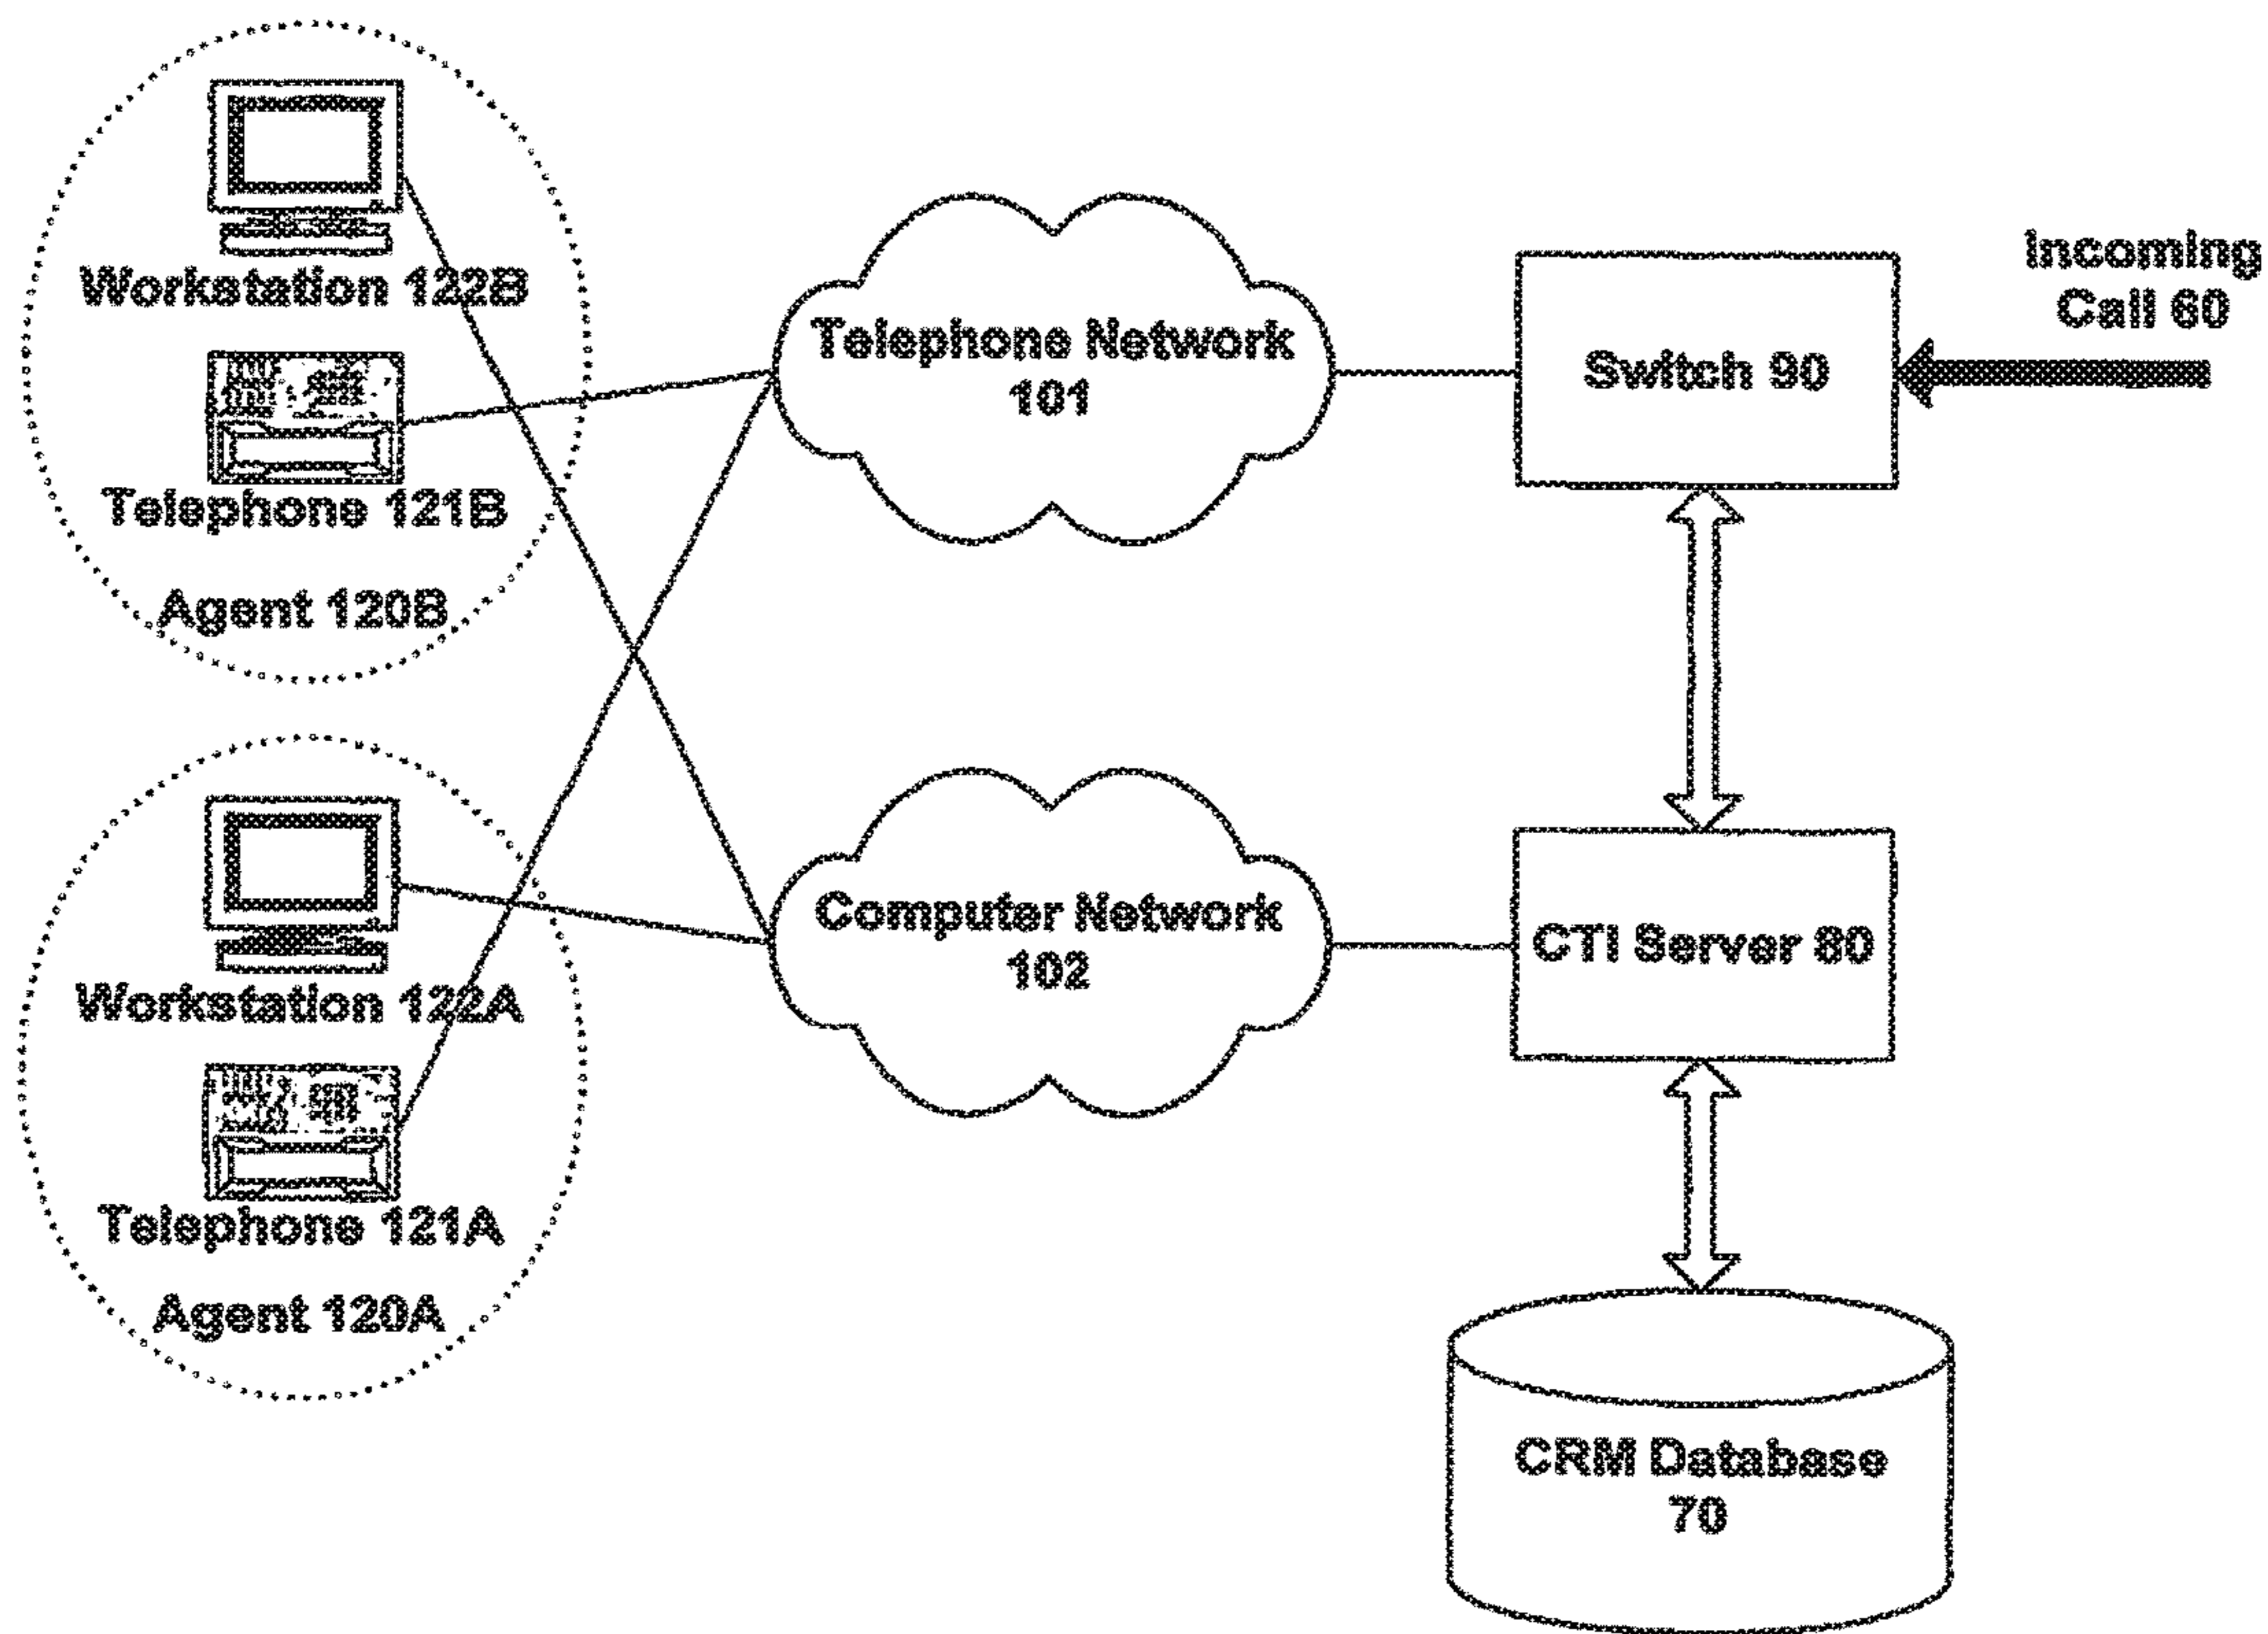 Workstation 122B
Telephone 121B
Agent 120B
Workstation 122A
Telephone 121A
Agent 120A
Telephone Network
101
Computer Network
102
Incoming
Call 60
Switch 90
CTI Server 80
CRM Database
70